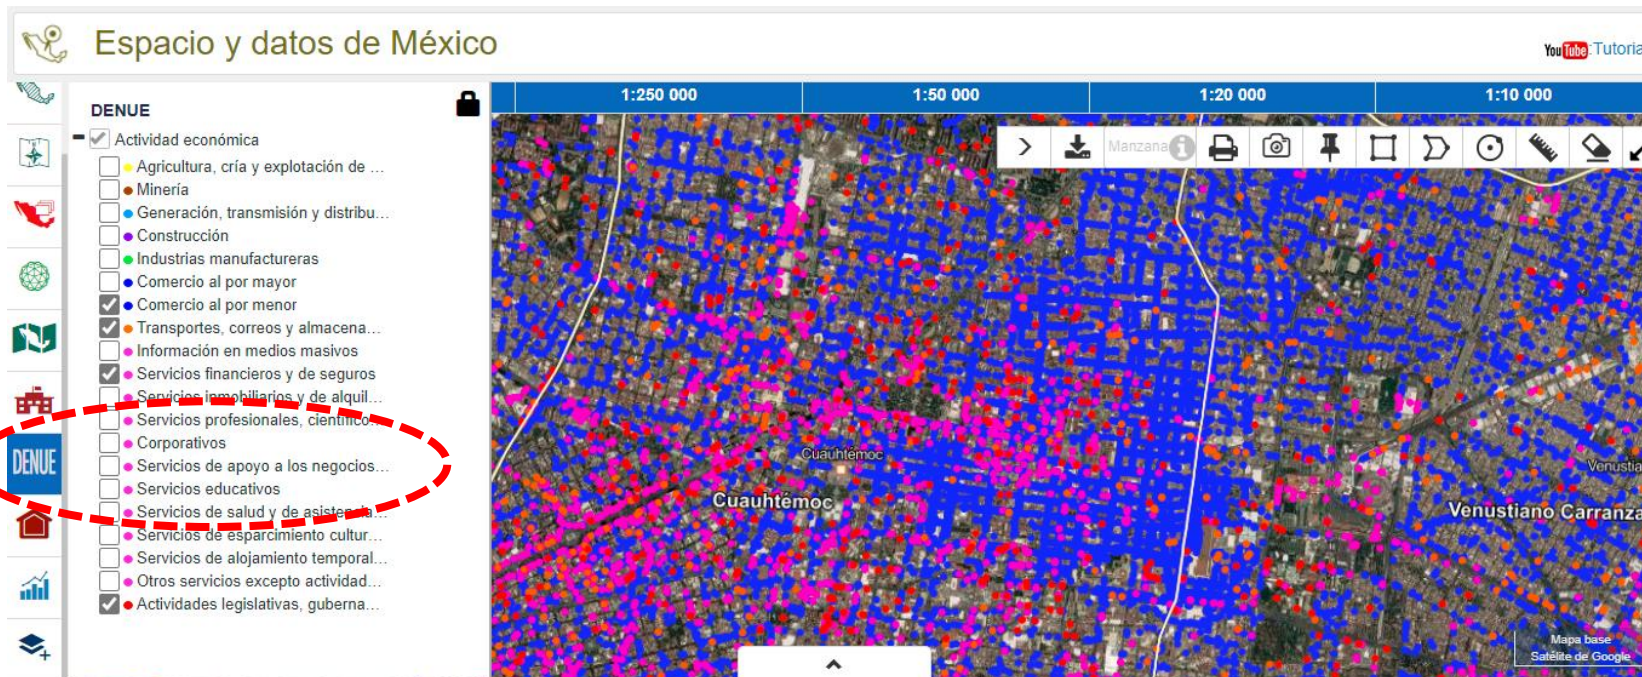 Espacio y datos de México
YouTube: Tutoria
DENUE
Actividad económica
Agricultura, cría y explotación de ...
Minería
Generación, transmisión y distribu...
Construcción
Industrias manufactureras
Comercio al por mayor
Comercio al por menor
Transportes, correos y almacena...
Información en medios masivos
Servicios financieros y de seguros
Servicios inmobiliarios y de alquil...
Servicios profesionales, científico...
Corporativos
Servicios de apoyo a los negocios...
Servicios educativos
Servicios de salud y de asistencia...
Servicios de esparcimiento cultur...
Servicios de alojamiento temporal...
Otros servicios excepto actividad...
Actividades legislativas, guberna...
DENUE
1:250 000
1:50 000
1:20 000
1:10 000
Manzana
Cuauhtémoc
Cuauhtémoc
Venustia
Venustiano Carranza
Mapa base
Satélite de Google